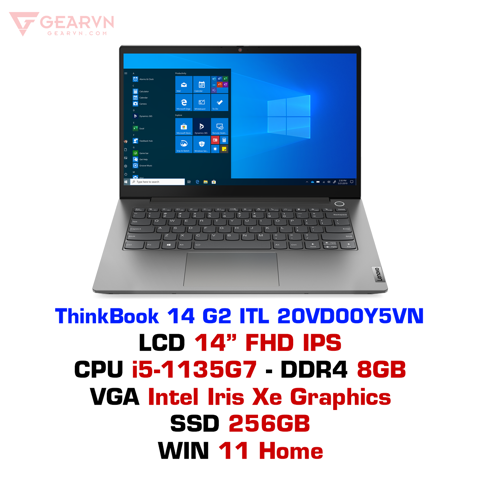 GEARVN
GEARVN.COM
Lenovo
ThinkBook 14 G2 ITL 20VD00Y5VN
LCD 14” FHD IPS
CPU i5-1135G7 - DDR4 8GB
VGA Intel Iris Xe Graphics
SSD 256GB
WIN 11 Home